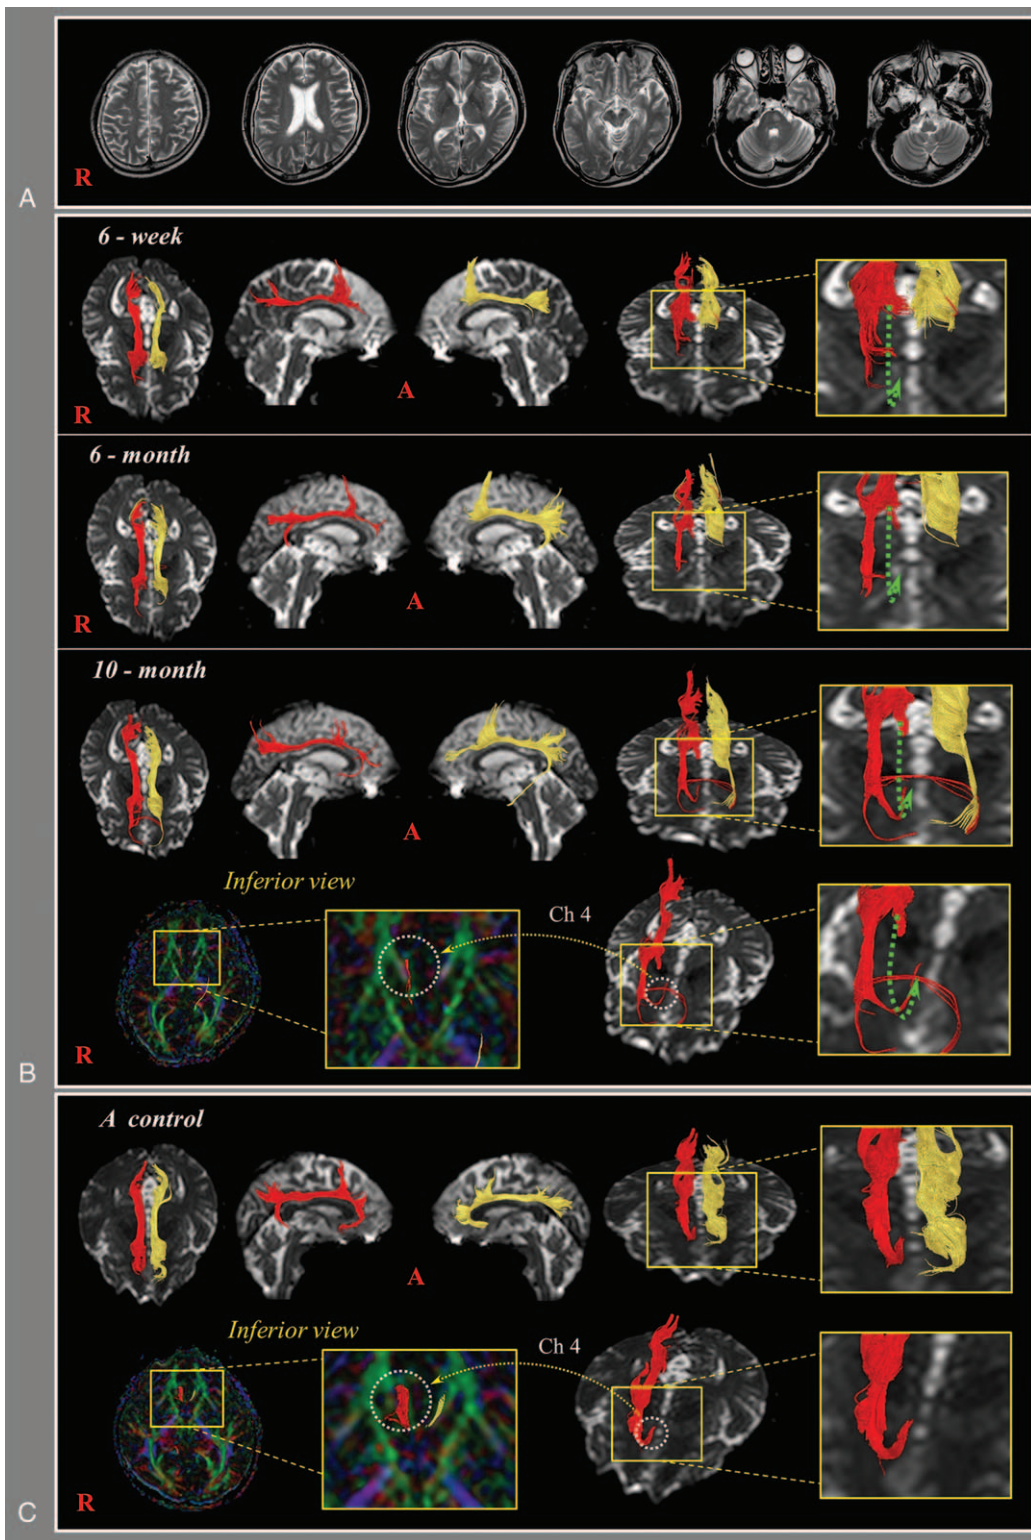 R
A
6 - week
R
A
6 - month
R
A
10 - month
A
Inferior view
Ch 4
R
B
A control
A
Inferior view
Ch 4
R
C